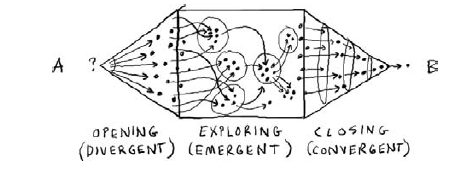 A ? B
OPENING EXPLORING CLOSING
(DIVERGENT) (EMERGENT) (CONVERGENT)